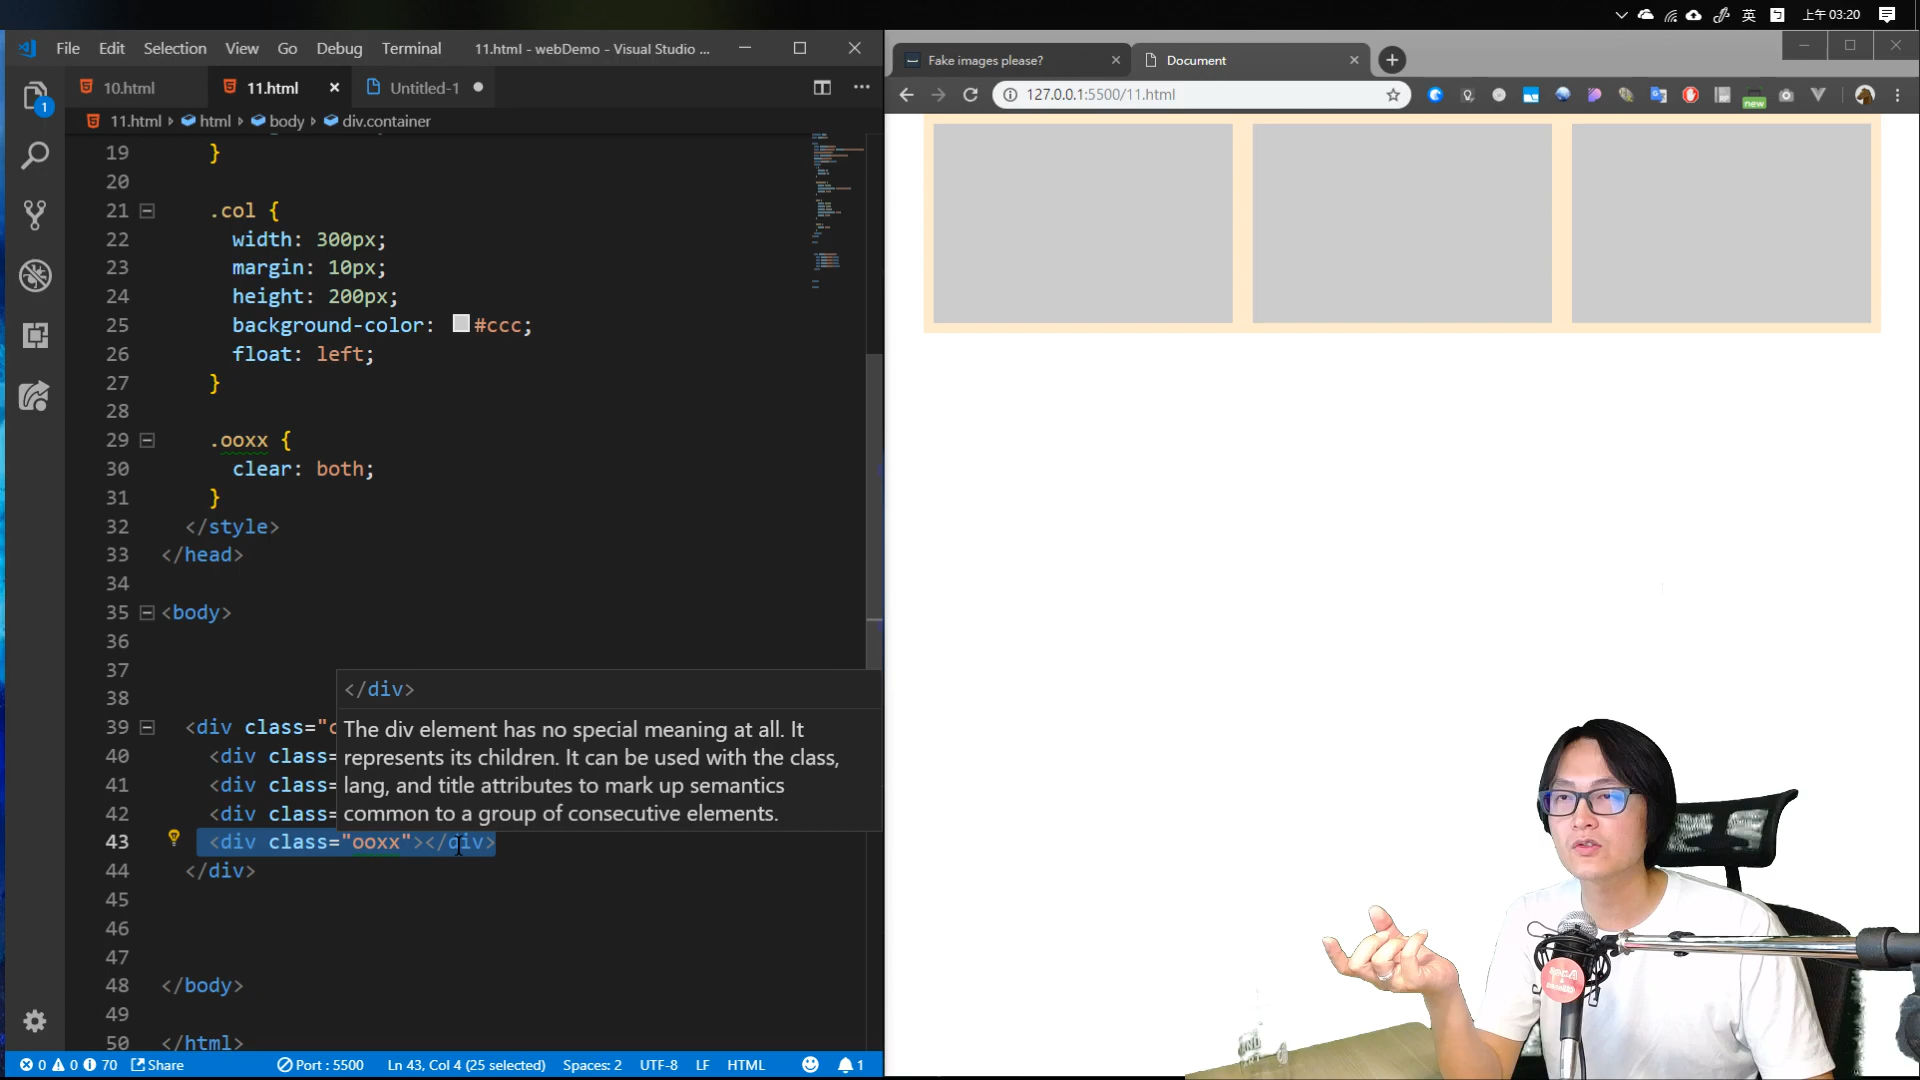 上午 03:20
英
File Edit Selection View Go Debug Terminal 11.html - webDemo - Visual Studio ...
10.html 11.html Untitled-1
11.html html body div.container
19 }
20
21 .col {
22 width: 300px;
23 margin: 10px;
24 height: 200px;
25 background-color: #ccc;
26 float: left;
27 }
28
29 .ooxx {
30 clear: both;
31 }
32 </style>
33 </head>
34
35 <body>
36
37
38
</div>
39 <div class="c
The div element has no special meaning at all. It
40 <div class=
represents its children. It can be used with the class,
41 <div class=
lang, and title attributes to mark up semantics
42 <div class=
common to a group of consecutive elements.
43 <div class="ooxx"></div>
44 </div>
45
46
47
48 </body>
49
50 </html>
0 0 70 Share Port : 5500 Ln 43, Col 4 (25 selected) Spaces: 2 UTF-8 LF HTML 1
1
Fake images please? Document
127.0.0.1:5500/11.html
new